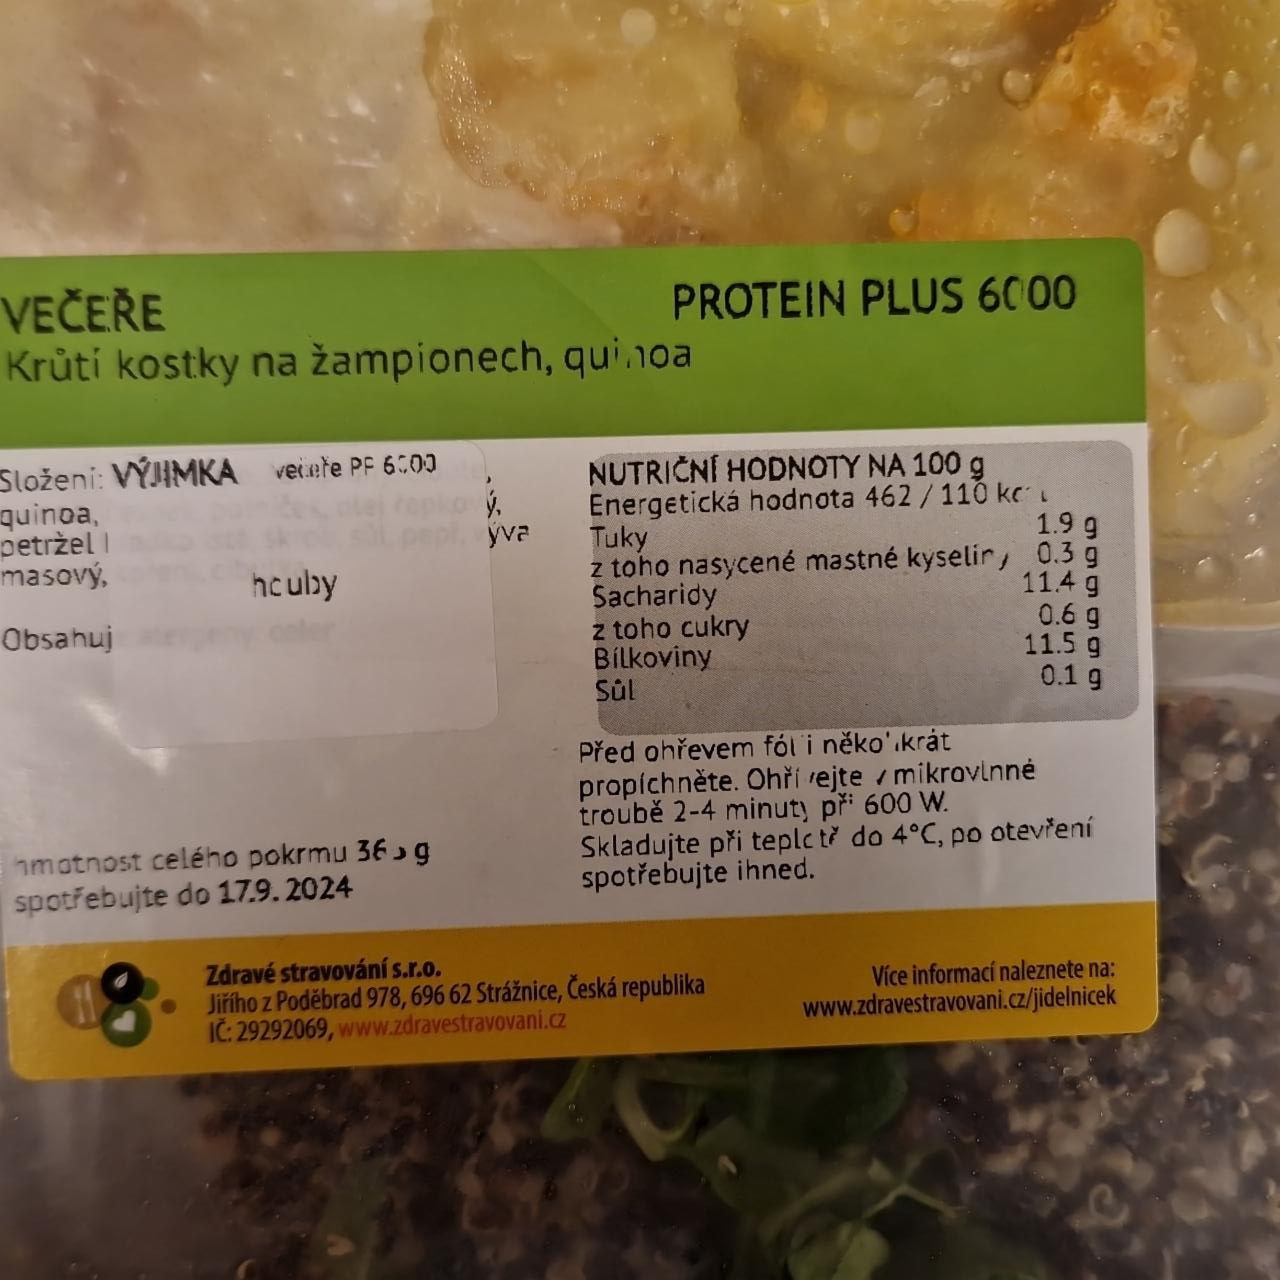 VEČEŘE
PROTEIN PLUS 6000
Krůtí kostky na žampionech, quinoa
Složení: VÝJIMKA večeře PF 6500
quinoa, ý,
petržel ýva
masový,
houby
Obsahuj
alergeny: celer
hmotnost celého pokrmu g
spotřebujte do 17.9.2024
NUTRIČNÍ HODNOTY NA 100 g
Energetická hodnota 462 / 110 kcal
Tuky 1.9 g
z toho nasycené mastné kyseliny 0.3 g
Sacharidy 11.4 g
z toho cukry 0.6 g
Bílkoviny 11.5 g
Sůl 0.1 g
Před ohřevem fólii několikrát
propíchněte. Ohřívejte v mikrovlnné
troubě 2-4 minuty při 600 W.
Skladujte při teplotě do 4°C, po otevření
spotřebujte ihned.
Zdravé stravování s.r.o.
Jiřího z Poděbrad 978, 696 62 Strážnice, Česká republika
IČ: 29292069, www.zdravestravovani.cz
Více informací naleznete na:
www.zdravestravovani.cz/jidelnicek